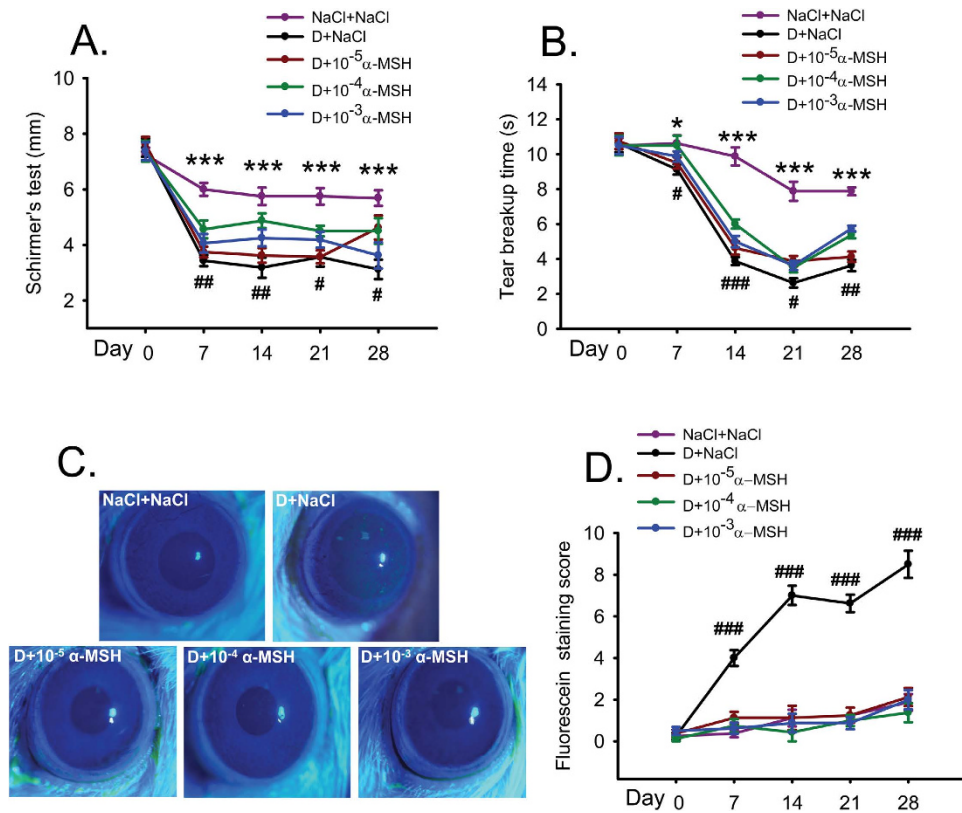 A.
NaCl+NaCl
D+NaCl
D+10-5α-MSH
D+10-4α-MSH
D+10-3α-MSH
Schirmer's test (mm)
10
8
6
4
2
*** *** *** ***
## ## # #
Day 0 7 14 21 28
B.
NaCl+NaCl
D+NaCl
D+10-5α-MSH
D+10-4α-MSH
D+10-3α-MSH
Tear breakup time (s)
14
12
10
8
6
4
2
0
* *** *** ***
# ### # ##
Day 0 7 14 21 28
C.
NaCl+NaCl
D+NaCl
D+10-5 α-MSH
D+10-4 α-MSH
D+10-3 α-MSH
D.
NaCl+NaCl
D+NaCl
D+10-5α-MSH
D+10-4α-MSH
D+10-3α-MSH
Fluorescein staining score
10
8
6
4
2
0
### ### ### ###
Day 0 7 14 21 28